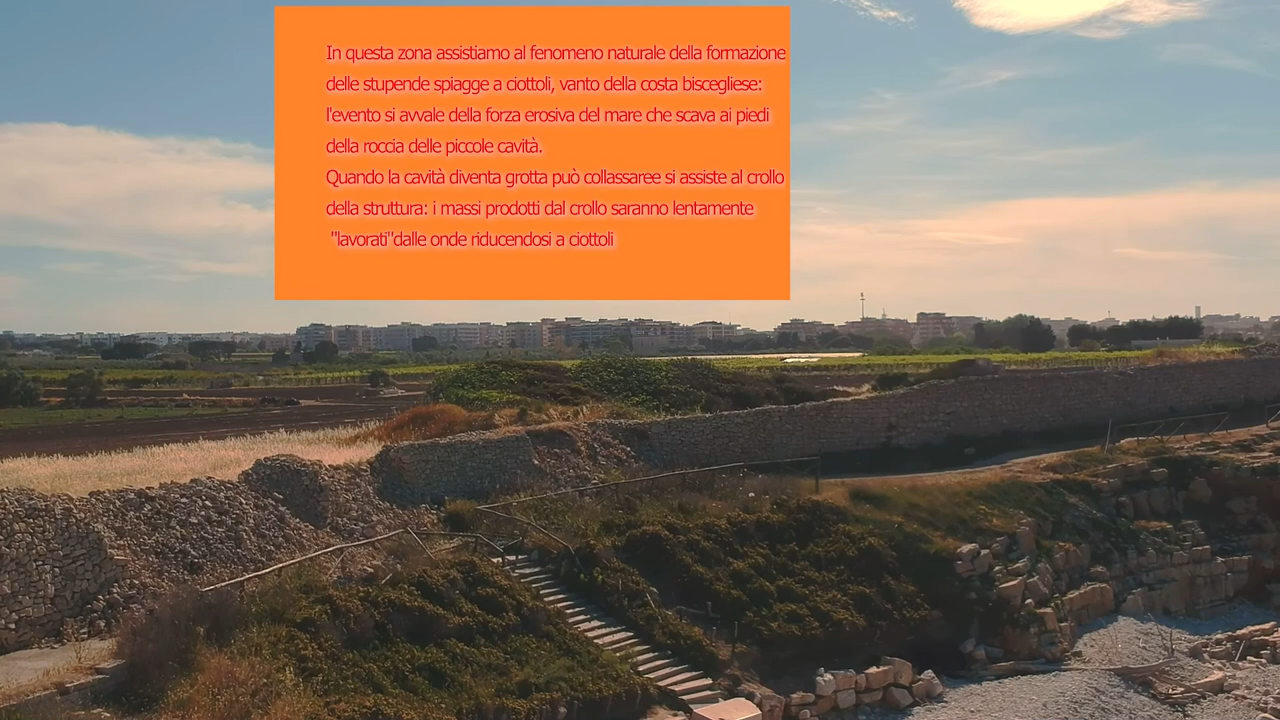 In questa zona assistiamo al fenomeno naturale della formazione
delle stupende spiagge a ciottoli, vanto della costa biscegliese:
l'evento si avvale della forza erosiva del mare che scava ai piedi
della roccia delle piccole cavità.
Quando la cavità diventa grotta può collassaree si assiste al crollo
della struttura: i massi prodotti dal crollo saranno lentamente
"lavorati"dalle onde riducendosi a ciottoli